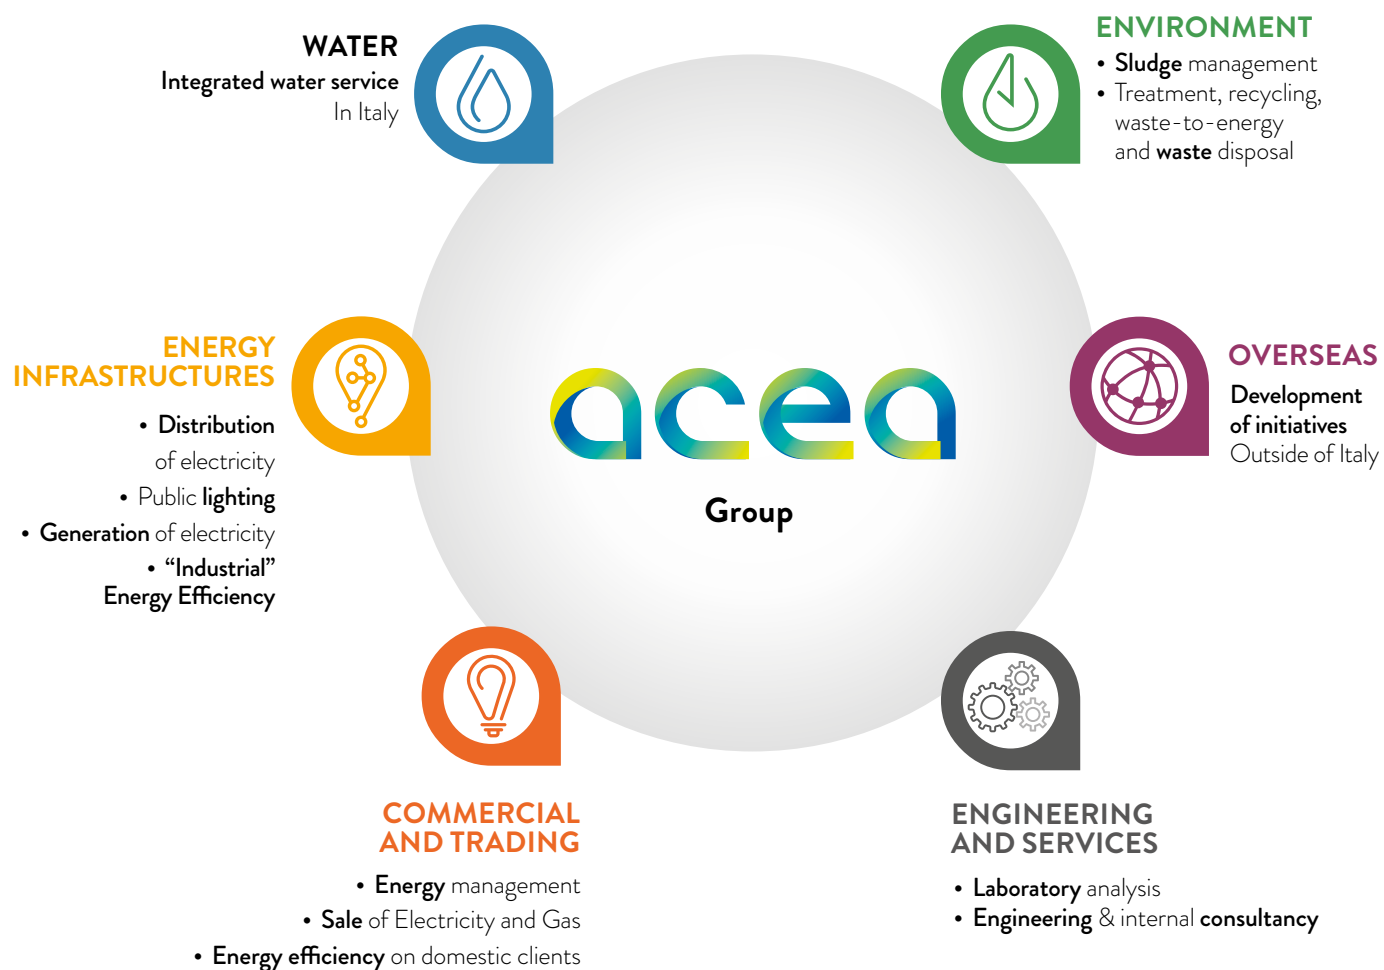 WATER
Integrated water service
In Italy
ENVIRONMENT
• Sludge management
• Treatment, recycling,
waste-to-energy
and waste disposal
ENERGY
INFRASTRUCTURES
• Distribution
of electricity
• Public lighting
• Generation of electricity
• “Industrial”
Energy Efficiency
acea
Group
OVERSEAS
Development
of initiatives
Outside of Italy
COMMERCIAL
AND TRADING
• Energy management
• Sale of Electricity and Gas
• Energy efficiency on domestic clients
ENGINEERING
AND SERVICES
• Laboratory analysis
• Engineering & internal consultancy